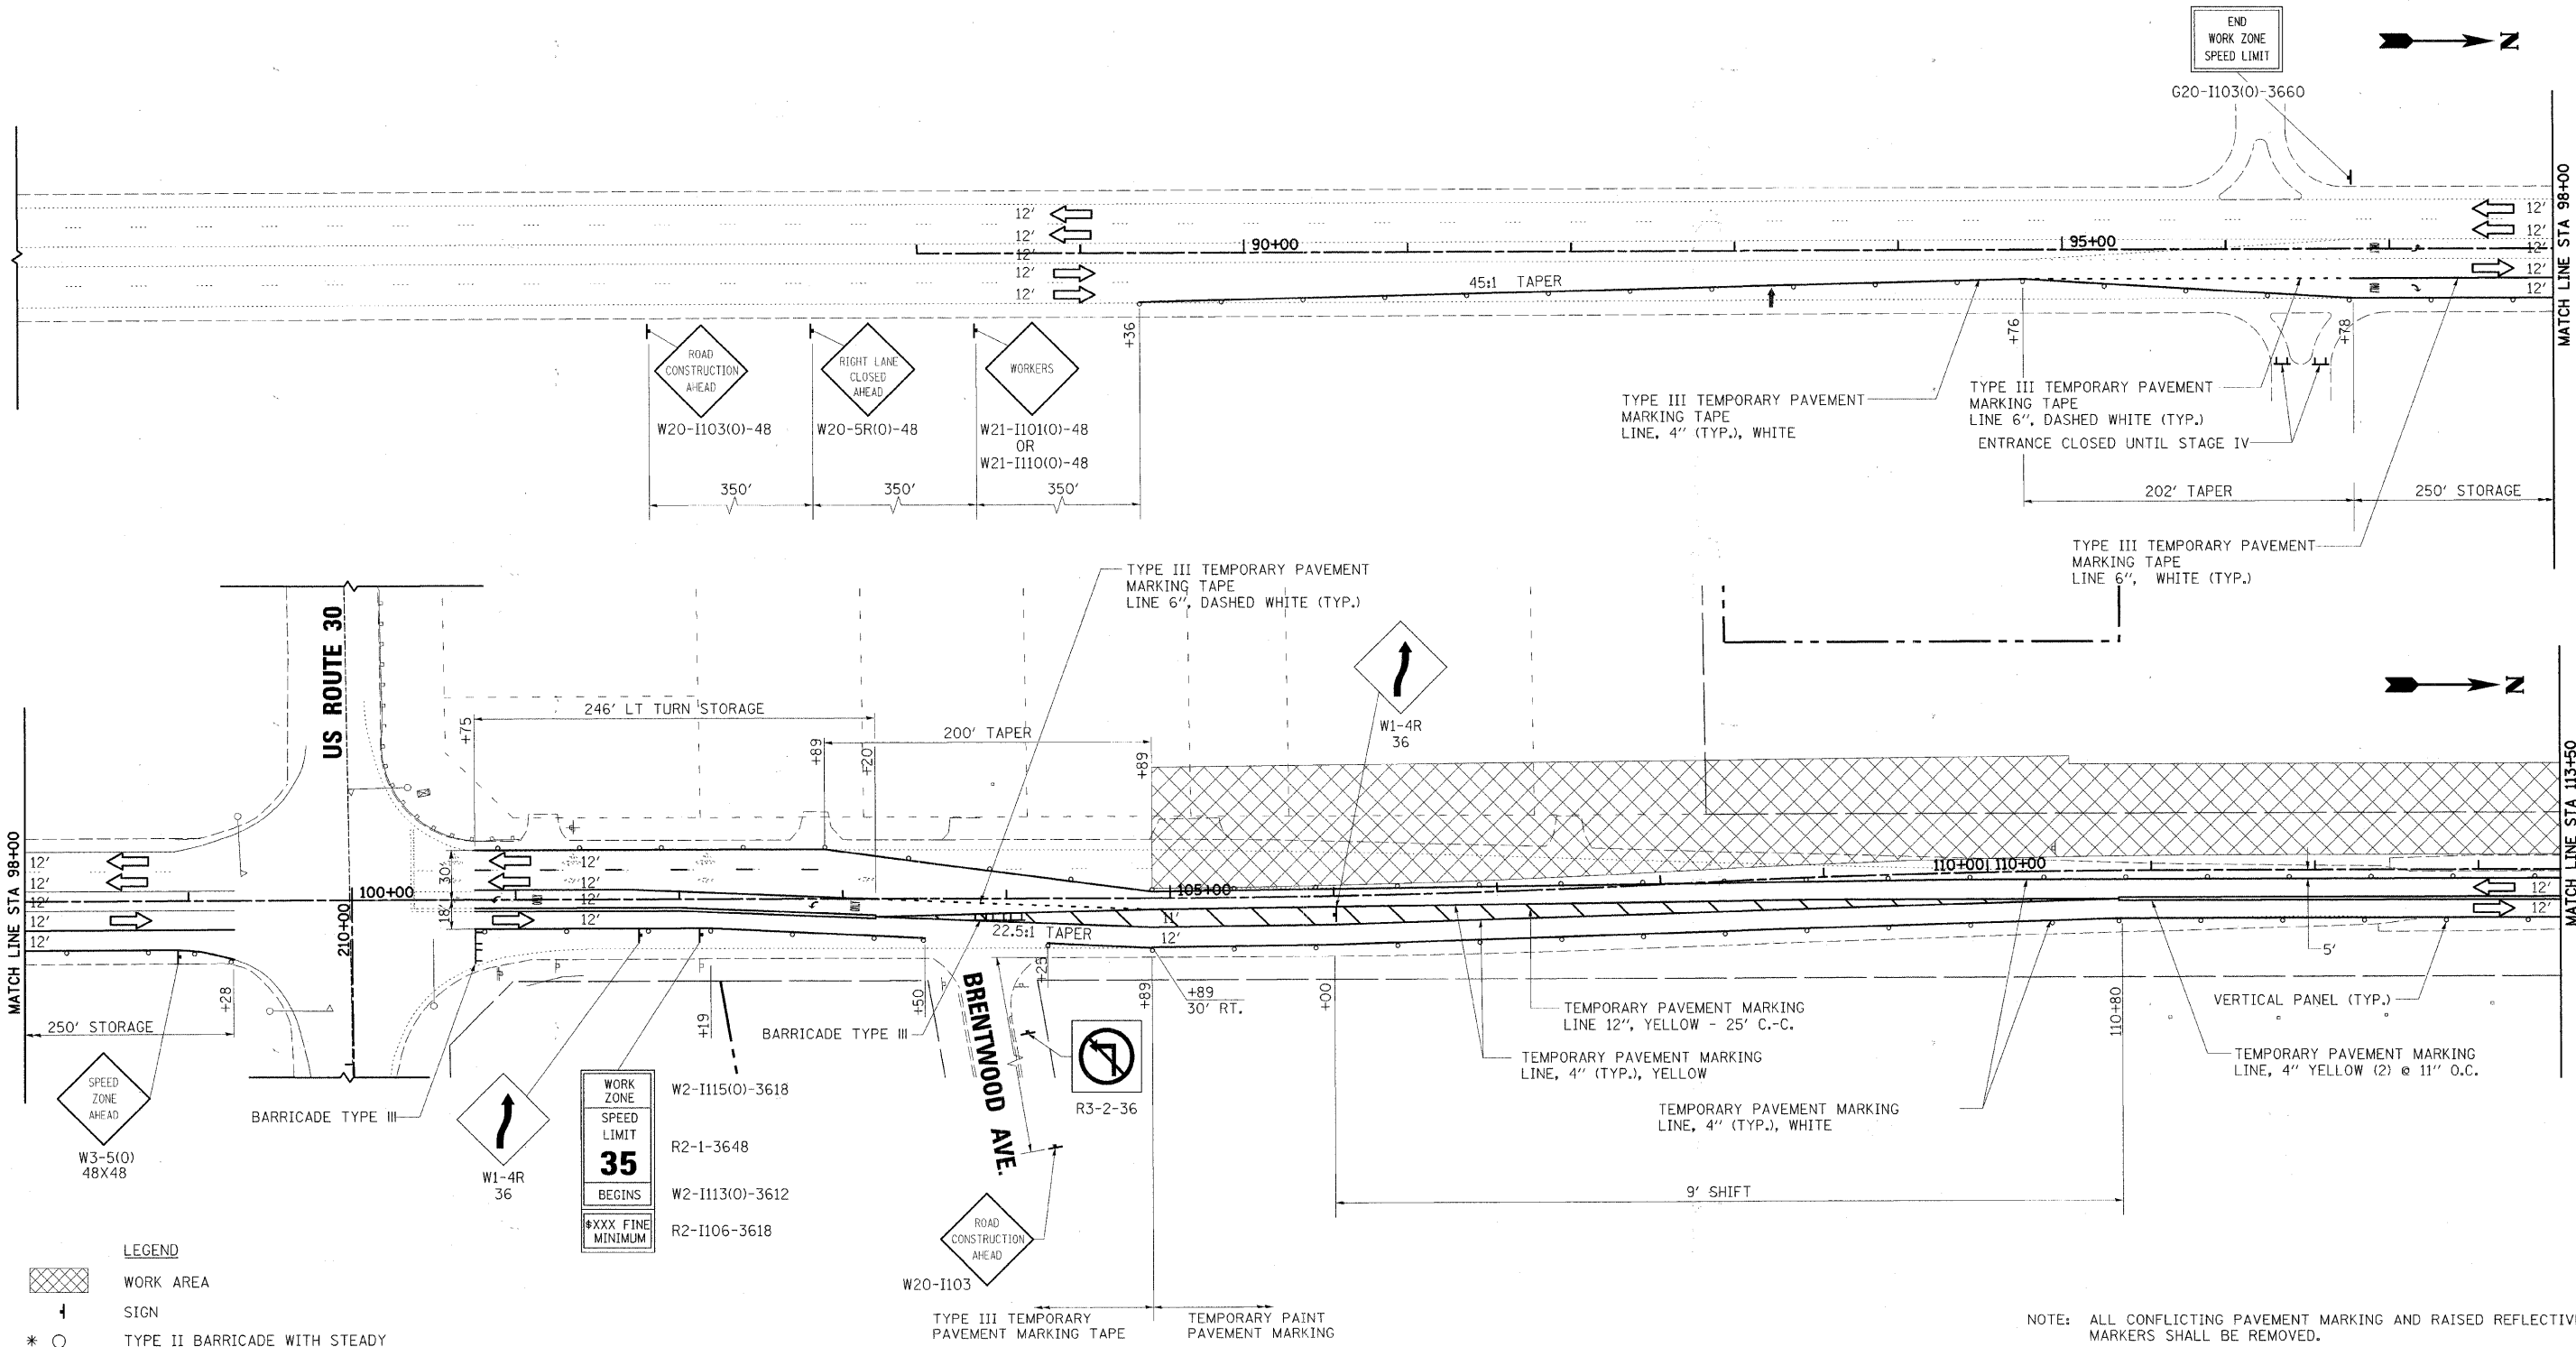 END
WORK ZONE
SPEED LIMIT
G20-I103(O)-3660
N
MATCH LINE STA 98+00
12'
12'
12'
12'
12'
90+00
95+00
12'
12'
12'
12'
12'
45:1 TAPER
+36
+76
+78
ROAD
CONSTRUCTION
AHEAD
W20-I103(O)-48
RIGHT LANE
CLOSED
AHEAD
W20-5R(O)-48
WORKERS
W21-I101(O)-48
OR
W21-I110(O)-48
350'
350'
350'
TYPE III TEMPORARY PAVEMENT
MARKING TAPE
LINE, 4" (TYP.), WHITE
TYPE III TEMPORARY PAVEMENT
MARKING TAPE
LINE 6", DASHED WHITE (TYP.)
ENTRANCE CLOSED UNTIL STAGE IV
202' TAPER
250' STORAGE
TYPE III TEMPORARY PAVEMENT
MARKING TAPE
LINE 6", WHITE (TYP.)
TYPE III TEMPORARY PAVEMENT
MARKING TAPE
LINE 6", DASHED WHITE (TYP.)
US ROUTE 30
246' LT TURN STORAGE
200' TAPER
+75
+89
+20
+89
W1-4R
36
N
MATCH LINE STA 98+00
12'
12'
12'
12'
12'
100+00
210+00
30'
18'
12'
12'
12'
12'
105+00
11'
12'
22.5:1 TAPER
110+00
110+00
12'
12'
5'
MATCH LINE STA 113+50
+28
250' STORAGE
+19
+50
+25
+89
+89
30' RT.
+00
110+80
BRENTWOOD AVE.
BARRICADE TYPE III
BARRICADE TYPE III
TEMPORARY PAVEMENT MARKING
LINE 12", YELLOW - 25' C.-C.
TEMPORARY PAVEMENT MARKING
LINE, 4" (TYP.), YELLOW
TEMPORARY PAVEMENT MARKING
LINE, 4" (TYP.), WHITE
VERTICAL PANEL (TYP.)
TEMPORARY PAVEMENT MARKING
LINE, 4" YELLOW (2) @ 11" O.C.
SPEED
ZONE
AHEAD
W3-5(O)
48X48
W1-4R
36
WORK
ZONE
SPEED
LIMIT
35
BEGINS
$XXX FINE
MINIMUM
W2-I115(O)-3618
R2-1-3648
W2-I113(O)-3612
R2-I106-3618
R3-2-36
ROAD
CONSTRUCTION
AHEAD
W20-I103
9' SHIFT
TYPE III TEMPORARY
PAVEMENT MARKING TAPE
TEMPORARY PAINT
PAVEMENT MARKING
LEGEND
WORK AREA
SIGN
* TYPE II BARRICADE WITH STEADY
NOTE: ALL CONFLICTING PAVEMENT MARKING AND RAISED REFLECTIVE
MARKERS SHALL BE REMOVED.